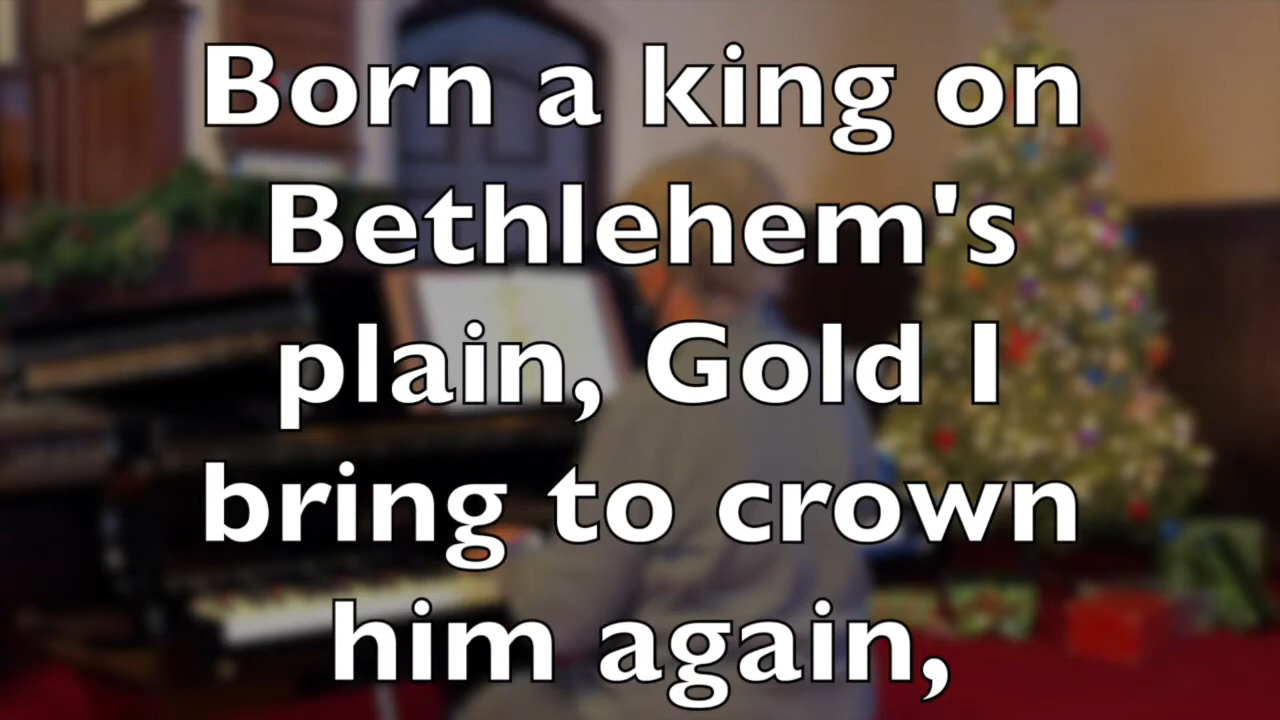 Born a king on
Bethlehem's
plain, Gold I
bring to crown
him again,